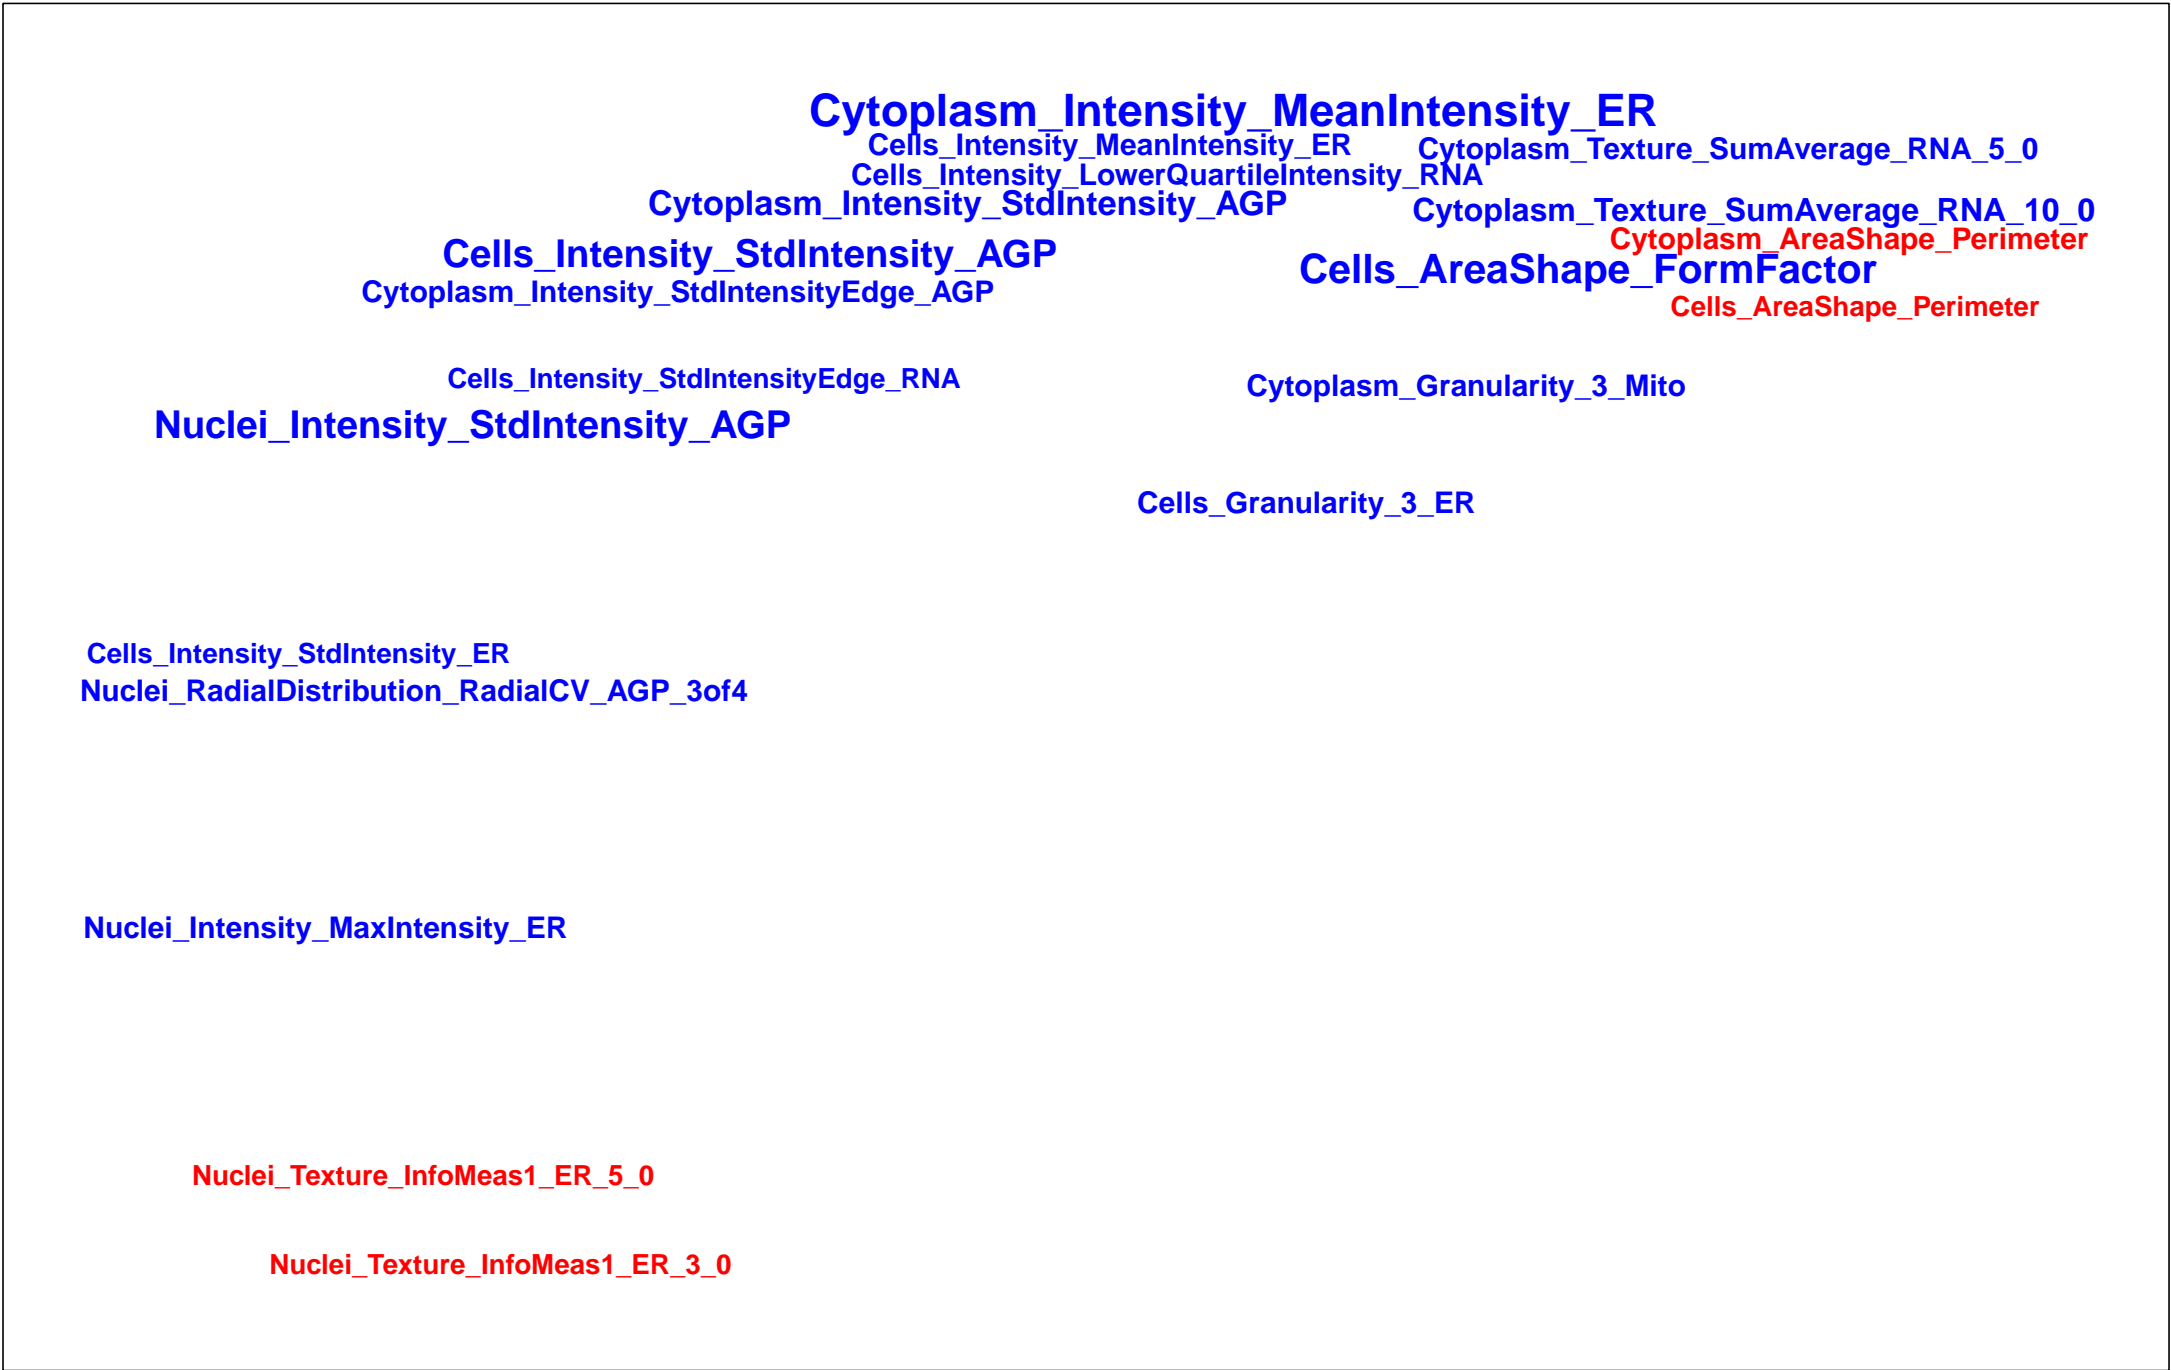 Cytoplasm_Intensity_MeanIntensity_ER
Cells_Intensity_MeanIntensity_ER
Cytoplasm_Texture_SumAverage_RNA_5_0
Cells_Intensity_LowerQuartileIntensity_RNA
Cytoplasm_Intensity_StdIntensity_AGP
Cytoplasm_Texture_SumAverage_RNA_10_0
Cytoplasm_AreaShape_Perimeter
Cells_Intensity_StdIntensity_AGP
Cells_AreaShape_FormFactor
Cytoplasm_Intensity_StdIntensityEdge_AGP
Cells_AreaShape_Perimeter
Cells_Intensity_StdIntensityEdge_RNA
Cytoplasm_Granularity_3_Mito
Nuclei_Intensity_StdIntensity_AGP
Cells_Granularity_3_ER
Cells_Intensity_StdIntensity_ER
Nuclei_RadialDistribution_RadialCV_AGP_3of4
Nuclei_Intensity_MaxIntensity_ER
Nuclei_Texture_InfoMeas1_ER_5_0
Nuclei_Texture_InfoMeas1_ER_3_0